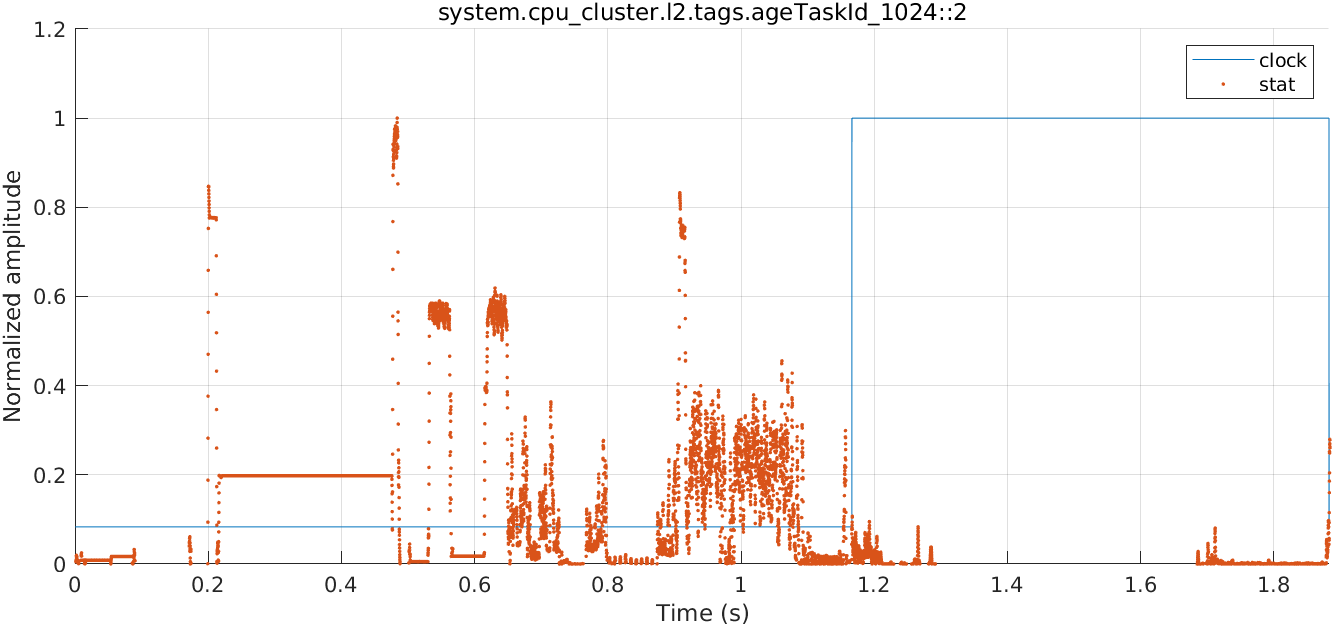 system.cpu_cluster.l2.tags.ageTaskId_1024::2
1.2
1
0.8
0.6
0.4
0.2
0
Normalized amplitude
clock
stat
0 0.2 0.4 0.6 0.8 1 1.2 1.4 1.6 1.8
Time (s)